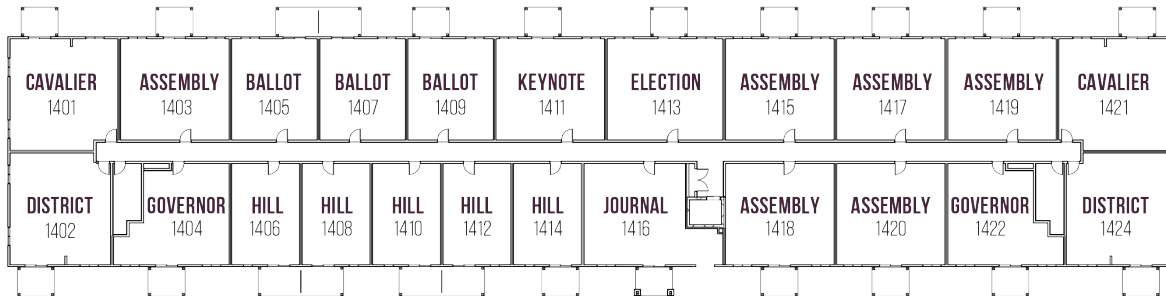 CAVALIER
1401
ASSEMBLY
1403
BALLOT
1405
BALLOT
1407
BALLOT
1409
KEYNOTE
1411
ELECTION
1413
ASSEMBLY
1415
ASSEMBLY
1417
ASSEMBLY
1419
CAVALIER
1421
DISTRICT
1402
GOVERNOR
1404
HILL
1406
HILL
1408
HILL
1410
HILL
1412
HILL
1414
JOURNAL
1416
ASSEMBLY
1418
ASSEMBLY
1420
GOVERNOR
1422
DISTRICT
1424